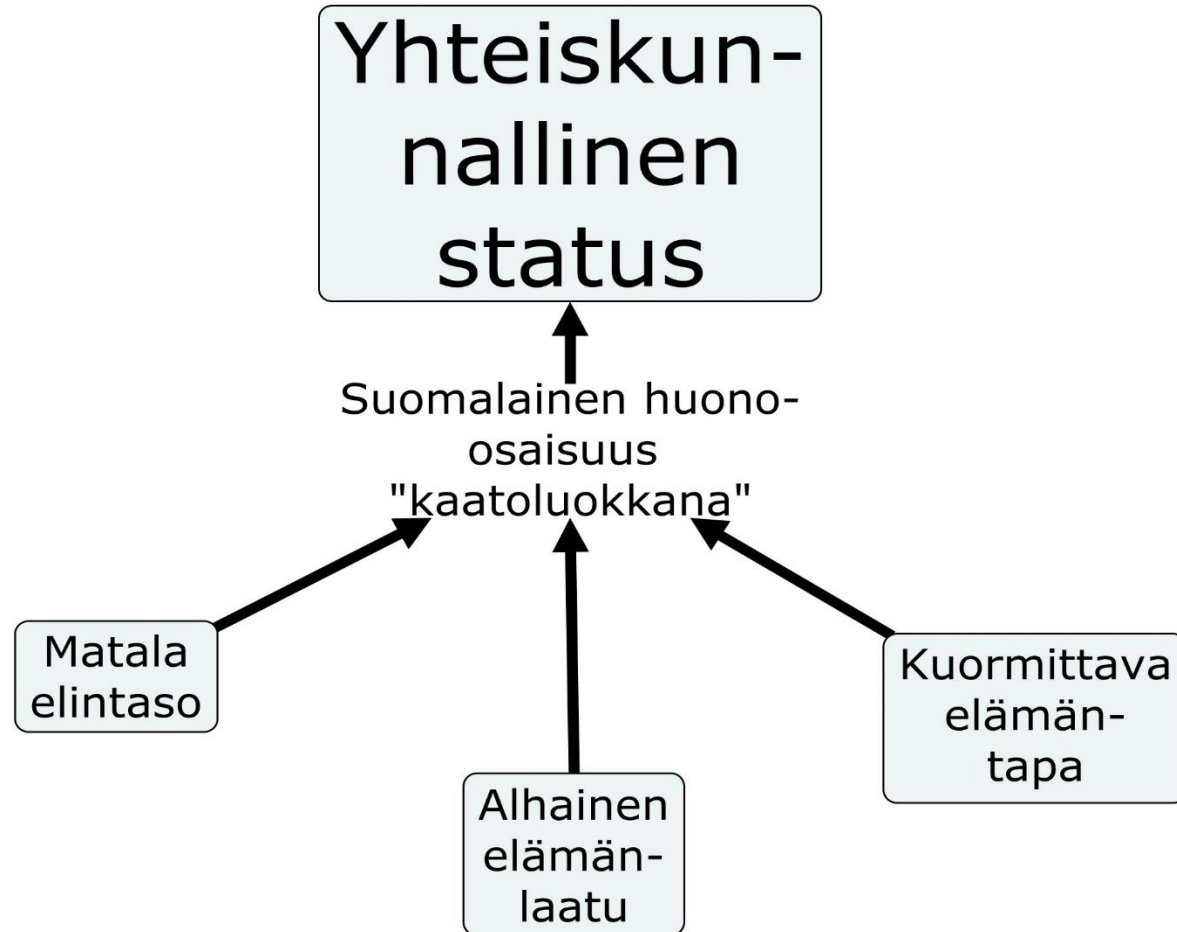 Yhteiskun-
nallinen
status
Suomalainen huono-
osaisuus
"kaatoluokkana"
Matala
elintaso
Kuormittava
elämän-
tapa
Alhainen
elämän-
laatu